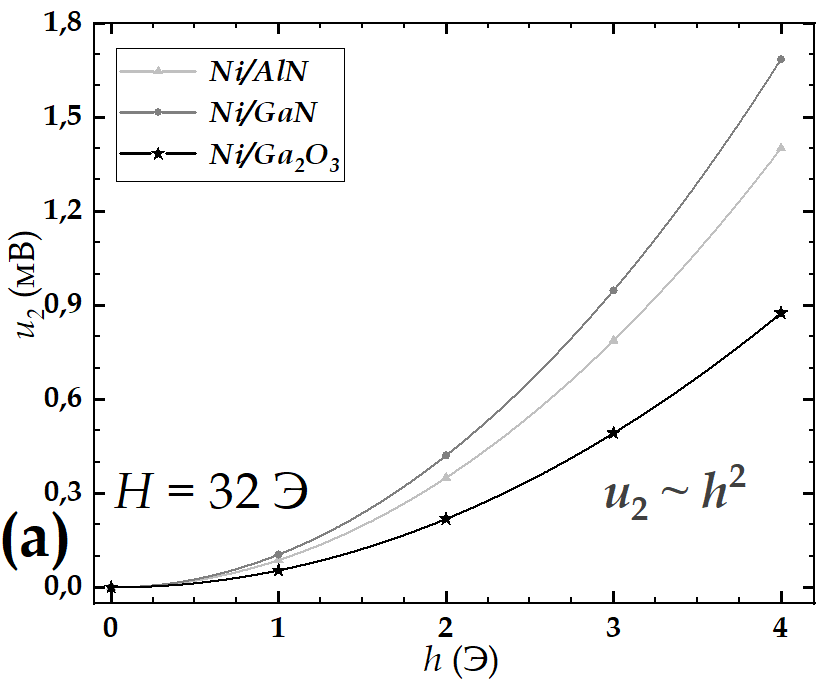 1,8
1,5
1,2
0,9
0,6
0,3
0,0
u₂ (мВ)
Ni/AlN
Ni/GaN
Ni/Ga₂O₃
H = 32 Э
u₂ ~ h²
(a)
0 1 2 3 4
h (Э)